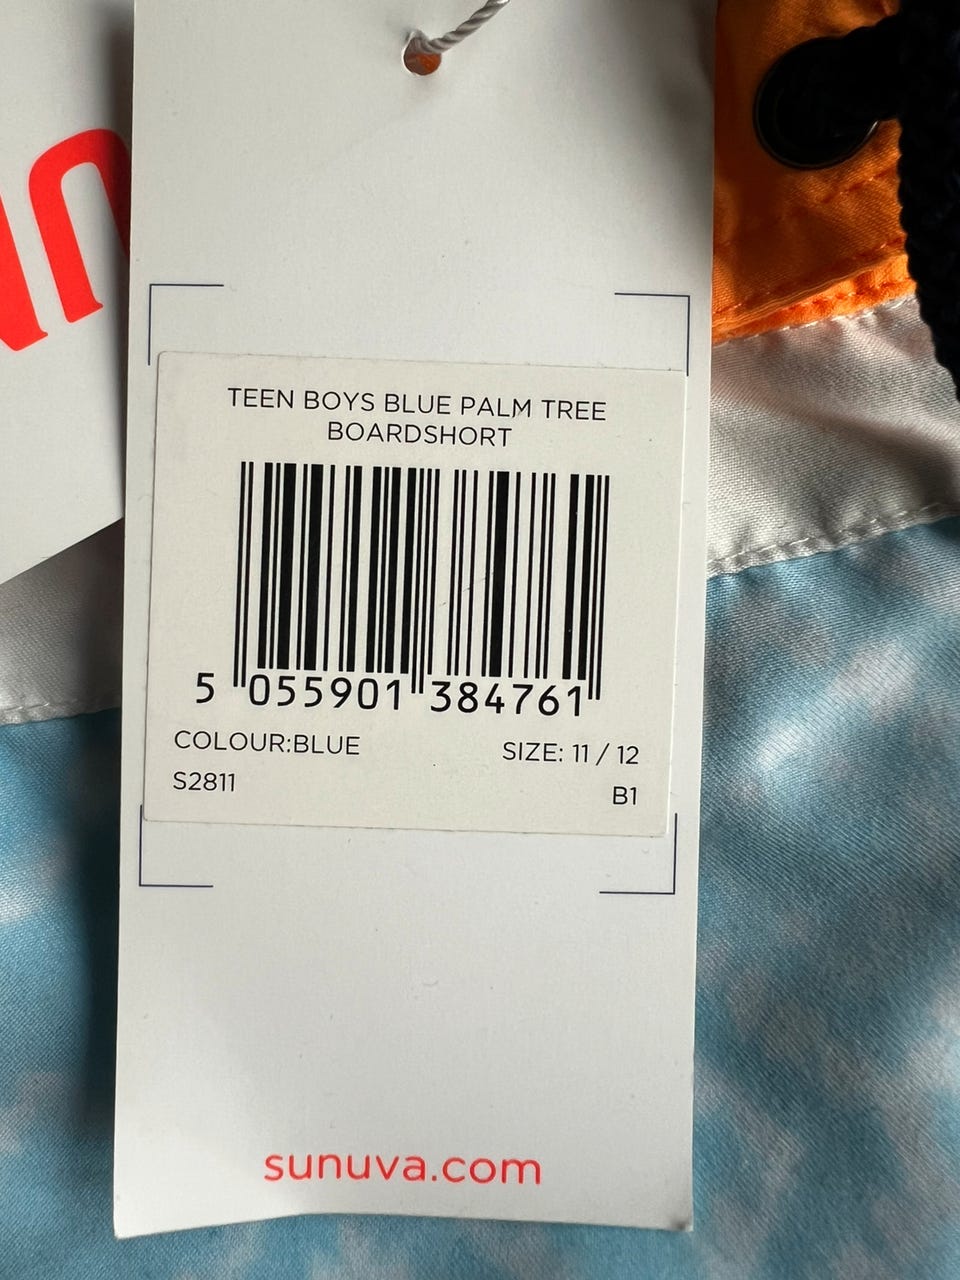 TEEN BOYS BLUE PALM TREE
BOARDSHORT
5 055901 384761
COLOUR:BLUE
SIZE: 11 / 12
S2811
B1
sunuva.com